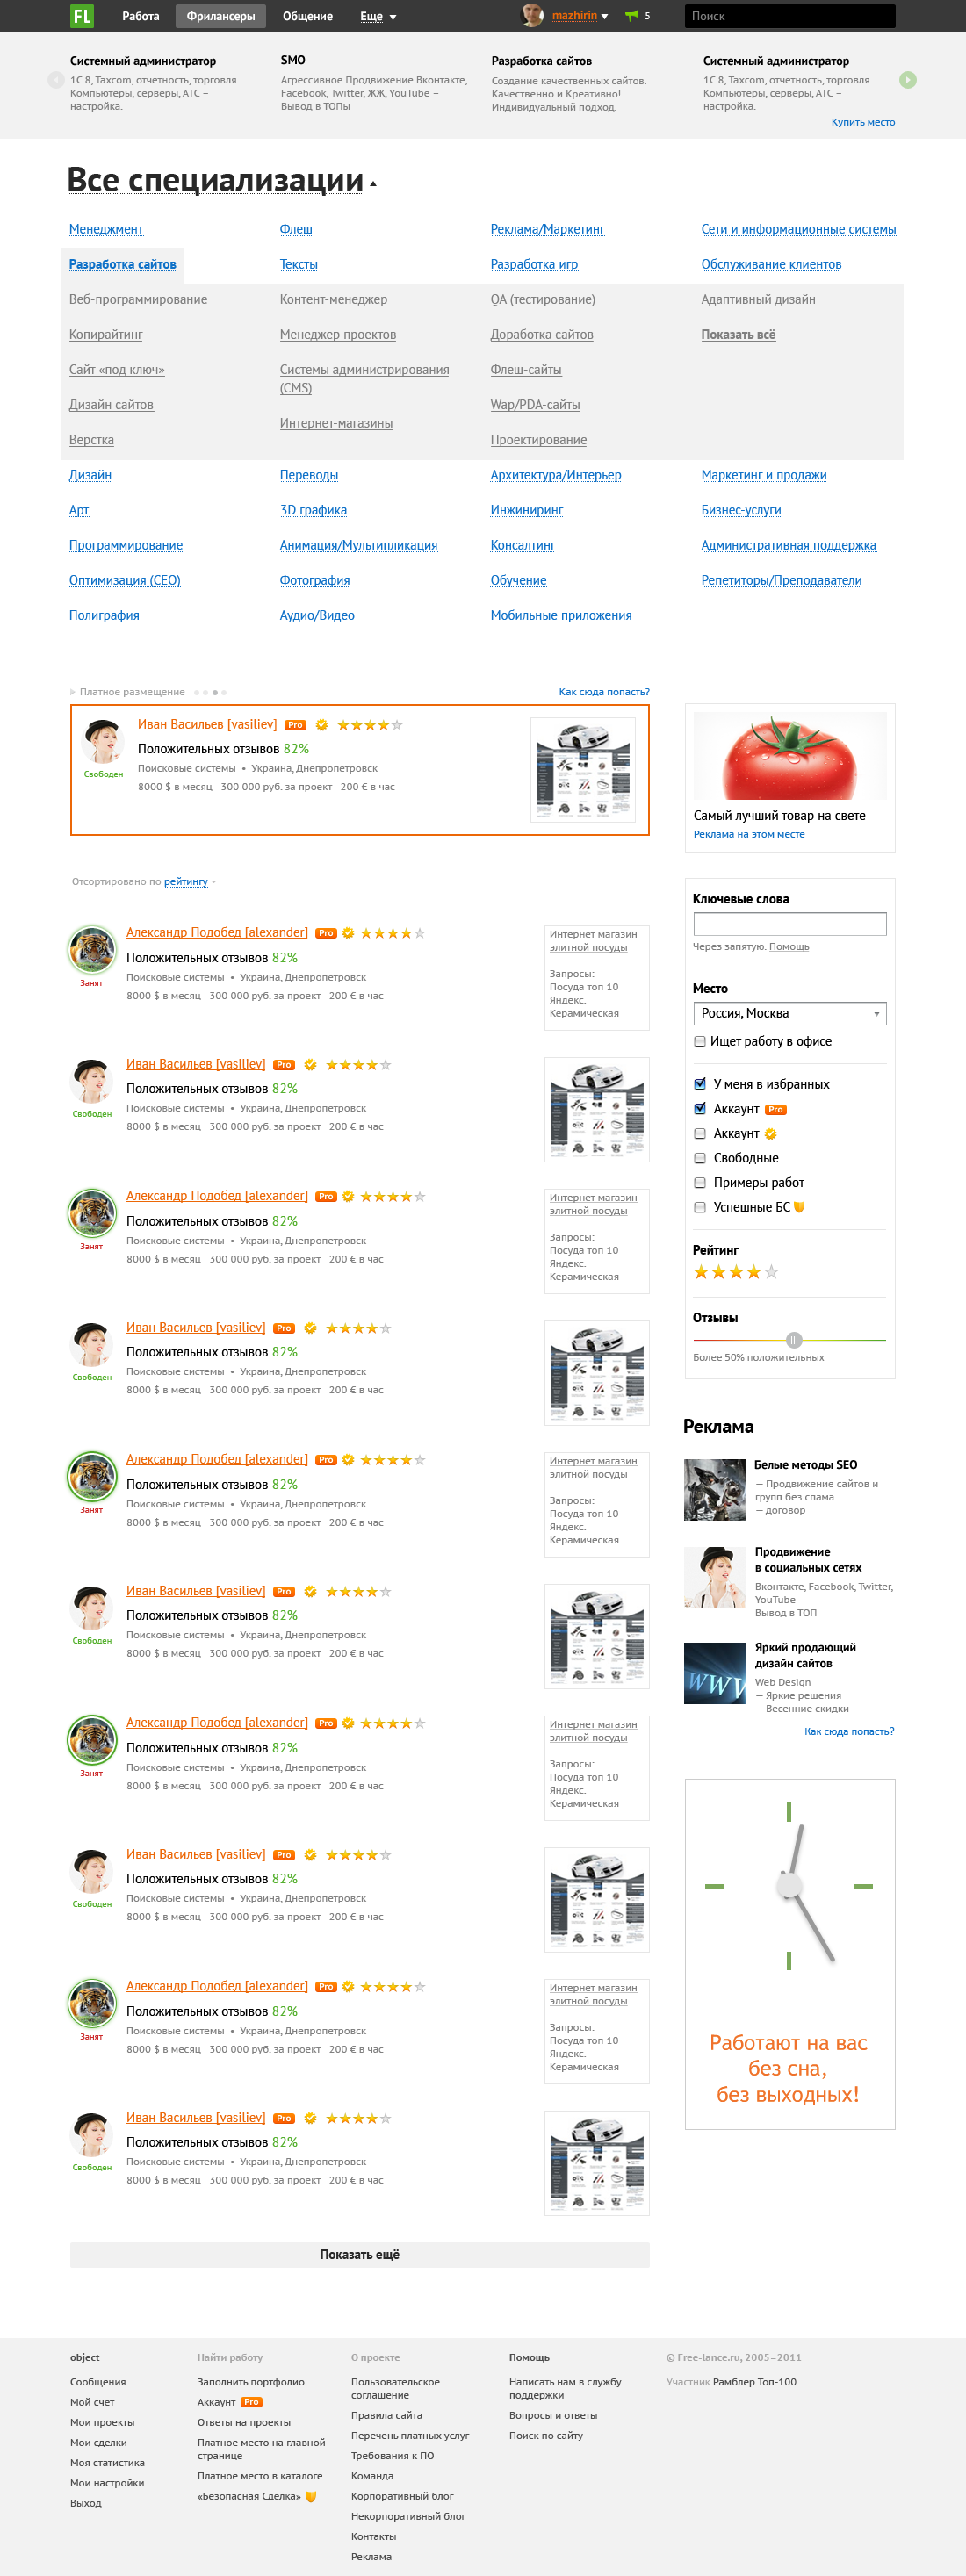 FL Работа Фрилансеры Общение Еще mazhirin 5 Поиск
Системный администратор
1С 8, Taxcom, отчетность, торговля.
Компьютеры, серверы, АТС –
настройка.
SMO
Агрессивное Продвижение Вконтакте,
Facebook, Twitter, ЖЖ, YouTube –
Вывод в ТОПы
Разработка сайтов
Создание качественных сайтов.
Качественно и Креативно!
Индивидуальный подход.
Системный администратор
1С 8, Taxcom, отчетность, торговля.
Компьютеры, серверы, АТС –
настройка.
Купить место
Все специализации
Менеджмент Флеш Реклама/Маркетинг Сети и информационные системы
Разработка сайтов Тексты Разработка игр Обслуживание клиентов
Веб-программирование
Копирайтинг
Сайт «под ключ»
Дизайн сайтов
Верстка
Контент-менеджер
Менеджер проектов
Системы администрирования
(CMS)
Интернет-магазины
QA (тестирование)
Доработка сайтов
Флеш-сайты
Wap/PDA-сайты
Проектирование
Адаптивный дизайн
Показать всё
Дизайн Переводы Архитектура/Интерьер Маркетинг и продажи
Арт 3D графика Инжиниринг Бизнес-услуги
Программирование Анимация/Мультипликация Консалтинг Административная поддержка
Оптимизация (СЕО) Фотография Обучение Репетиторы/Преподаватели
Полиграфия Аудио/Видео Мобильные приложения
Платное размещение Как сюда попасть?
Иван Васильев [vasiliev] Pro
Положительных отзывов 82%
Поисковые системы • Украина, Днепропетровск
8000 $ в месяц 300 000 руб. за проект 200 € в час
Свободен
Отсортировано по рейтингу
Александр Подобед [alexander] Pro
Положительных отзывов 82%
Поисковые системы • Украина, Днепропетровск
8000 $ в месяц 300 000 руб. за проект 200 € в час
Занят
Интернет магазин
элитной посуды
Запросы:
Посуда топ 10
Яндекс.
Керамическая
Иван Васильев [vasiliev] Pro
Положительных отзывов 82%
Поисковые системы • Украина, Днепропетровск
8000 $ в месяц 300 000 руб. за проект 200 € в час
Свободен
Александр Подобед [alexander] Pro
Положительных отзывов 82%
Поисковые системы • Украина, Днепропетровск
8000 $ в месяц 300 000 руб. за проект 200 € в час
Занят
Интернет магазин
элитной посуды
Запросы:
Посуда топ 10
Яндекс.
Керамическая
Иван Васильев [vasiliev] Pro
Положительных отзывов 82%
Поисковые системы • Украина, Днепропетровск
8000 $ в месяц 300 000 руб. за проект 200 € в час
Свободен
Александр Подобед [alexander] Pro
Положительных отзывов 82%
Поисковые системы • Украина, Днепропетровск
8000 $ в месяц 300 000 руб. за проект 200 € в час
Занят
Интернет магазин
элитной посуды
Запросы:
Посуда топ 10
Яндекс.
Керамическая
Иван Васильев [vasiliev] Pro
Положительных отзывов 82%
Поисковые системы • Украина, Днепропетровск
8000 $ в месяц 300 000 руб. за проект 200 € в час
Свободен
Александр Подобед [alexander] Pro
Положительных отзывов 82%
Поисковые системы • Украина, Днепропетровск
8000 $ в месяц 300 000 руб. за проект 200 € в час
Занят
Интернет магазин
элитной посуды
Запросы:
Посуда топ 10
Яндекс.
Керамическая
Иван Васильев [vasiliev] Pro
Положительных отзывов 82%
Поисковые системы • Украина, Днепропетровск
8000 $ в месяц 300 000 руб. за проект 200 € в час
Свободен
Александр Подобед [alexander] Pro
Положительных отзывов 82%
Поисковые системы • Украина, Днепропетровск
8000 $ в месяц 300 000 руб. за проект 200 € в час
Занят
Интернет магазин
элитной посуды
Запросы:
Посуда топ 10
Яндекс.
Керамическая
Иван Васильев [vasiliev] Pro
Положительных отзывов 82%
Поисковые системы • Украина, Днепропетровск
8000 $ в месяц 300 000 руб. за проект 200 € в час
Свободен
Показать ещё
Самый лучший товар на свете
Реклама на этом месте
Ключевые слова
Через запятую. Помощь
Место
Россия, Москва
Ищет работу в офисе
У меня в избранных
Аккаунт Pro
Аккаунт
Свободные
Примеры работ
Успешные БС
Рейтинг
Отзывы
Более 50% положительных
Реклама
Белые методы SEO
— Продвижение сайтов и
групп без спама
— договор
Продвижение
в социальных сетях
Вконтакте, Facebook, Twitter,
YouTube
Вывод в ТОП
WWW
Яркий продающий
дизайн сайтов
Web Design
— Яркие решения
— Весенние скидки
Как сюда попасть?
Работают на вас
без сна,
без выходных!
object
Сообщения
Мой счет
Мои проекты
Мои сделки
Моя статистика
Мои настройки
Выход
Найти работу
Заполнить портфолио
Аккаунт Pro
Ответы на проекты
Платное место на главной
странице
Платное место в каталоге
«Безопасная Сделка»
О проекте
Пользовательское
соглашение
Правила сайта
Перечень платных услуг
Требования к ПО
Команда
Корпоративный блог
Некорпоративный блог
Контакты
Реклама
Помощь
Написать нам в службу
поддержки
Вопросы и ответы
Поиск по сайту
© Free-lance.ru, 2005–2011
Участник Рамблер Топ-100